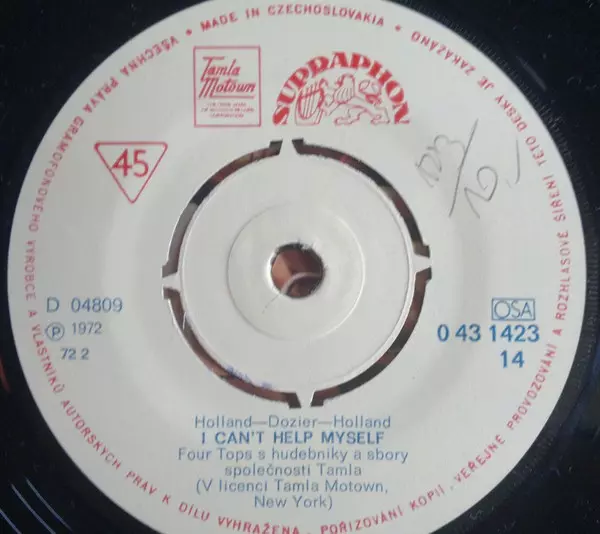 VŠECHNA PRÁVA GRAMOFONOVÉHO VÝROBCE A VLASTNÍKŮ AUTORSKÝCH PRÁV K DÍLU VYHRAŽENA. POŘIZOVÁNÍ KOPIÍ, VEŘEJNÉ PROVOZOVÁNÍ A ROZHLASOVÉ ŠÍŘENÍ TÉTO DESKY JE ZAKÁZÁNO • MADE IN CZECHOSLOVAKIA •
Tamla
Motown
SUPRAPHON
45
D 04809
Ⓟ 1972
72 2
OSA
0 43 1423
14
Holland—Dozier—Holland
I CAN'T HELP MYSELF
Four Tops s hudebníky a sbory
společnosti Tamla
(V licenci Tamla Motown,
New York)